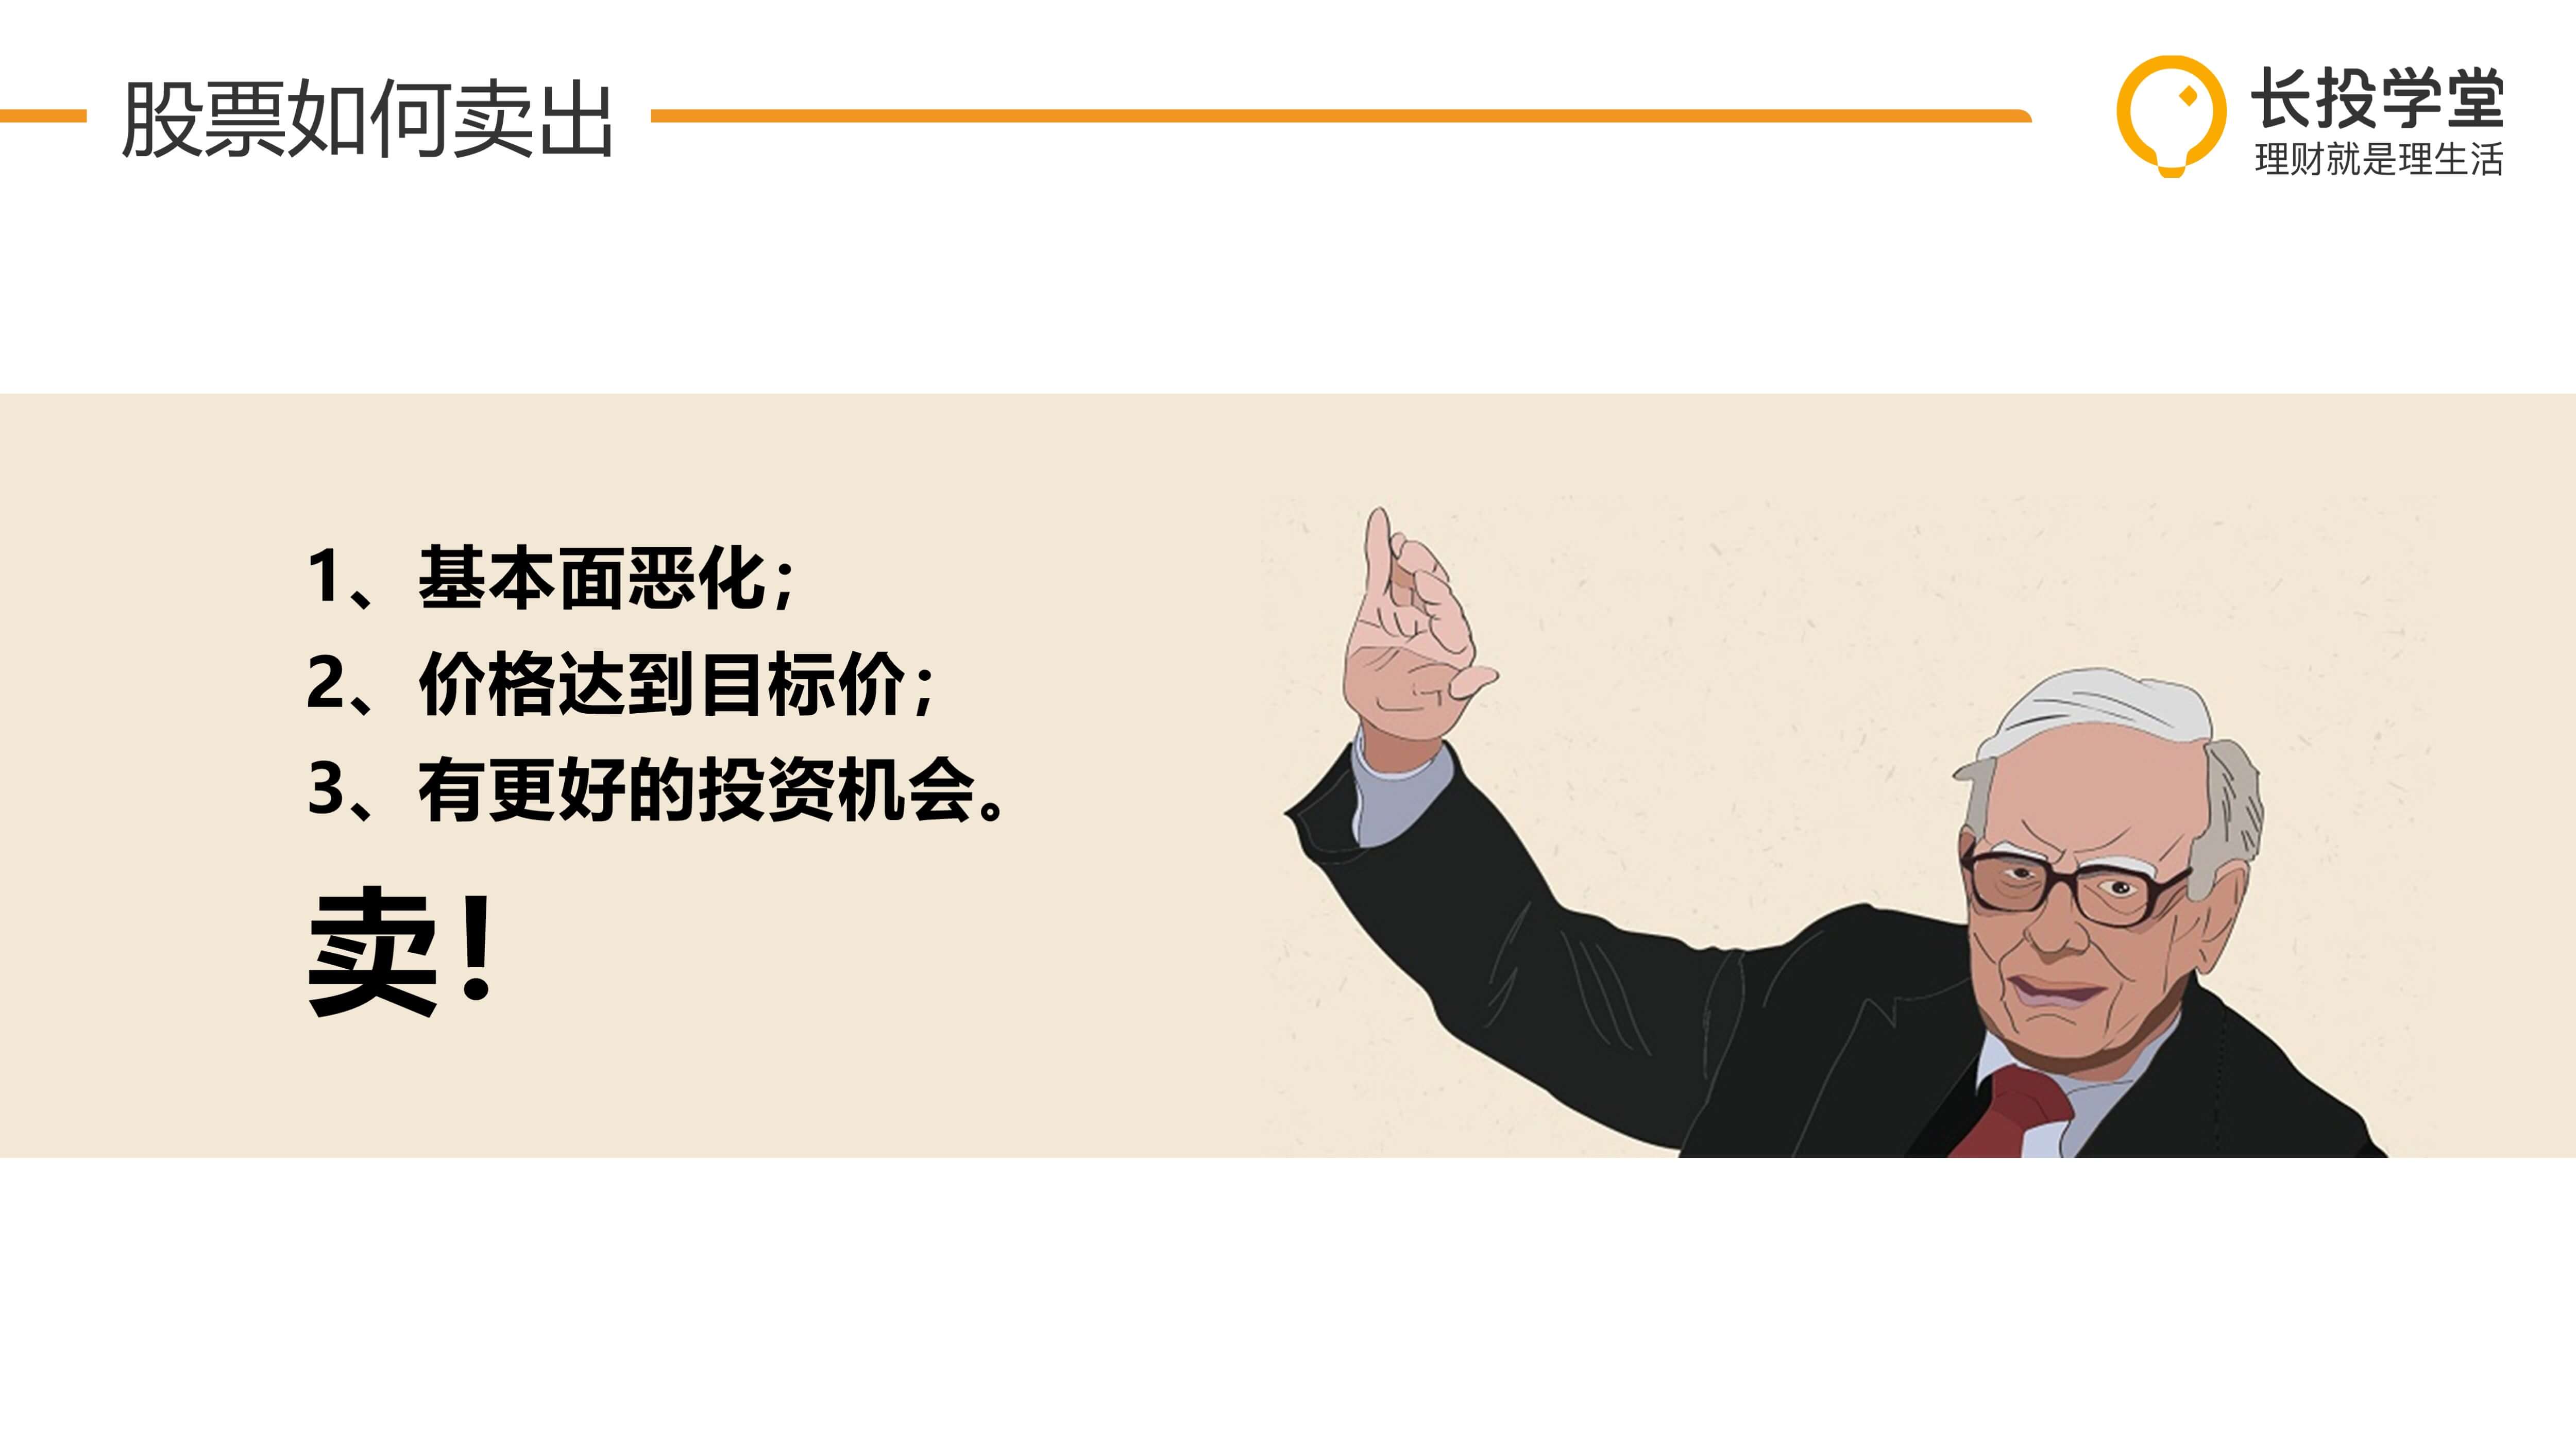 股票如何卖出
长投学堂
理财就是理生活
1、基本面恶化；
2、价格达到目标价；
3、有更好的投资机会。
卖！